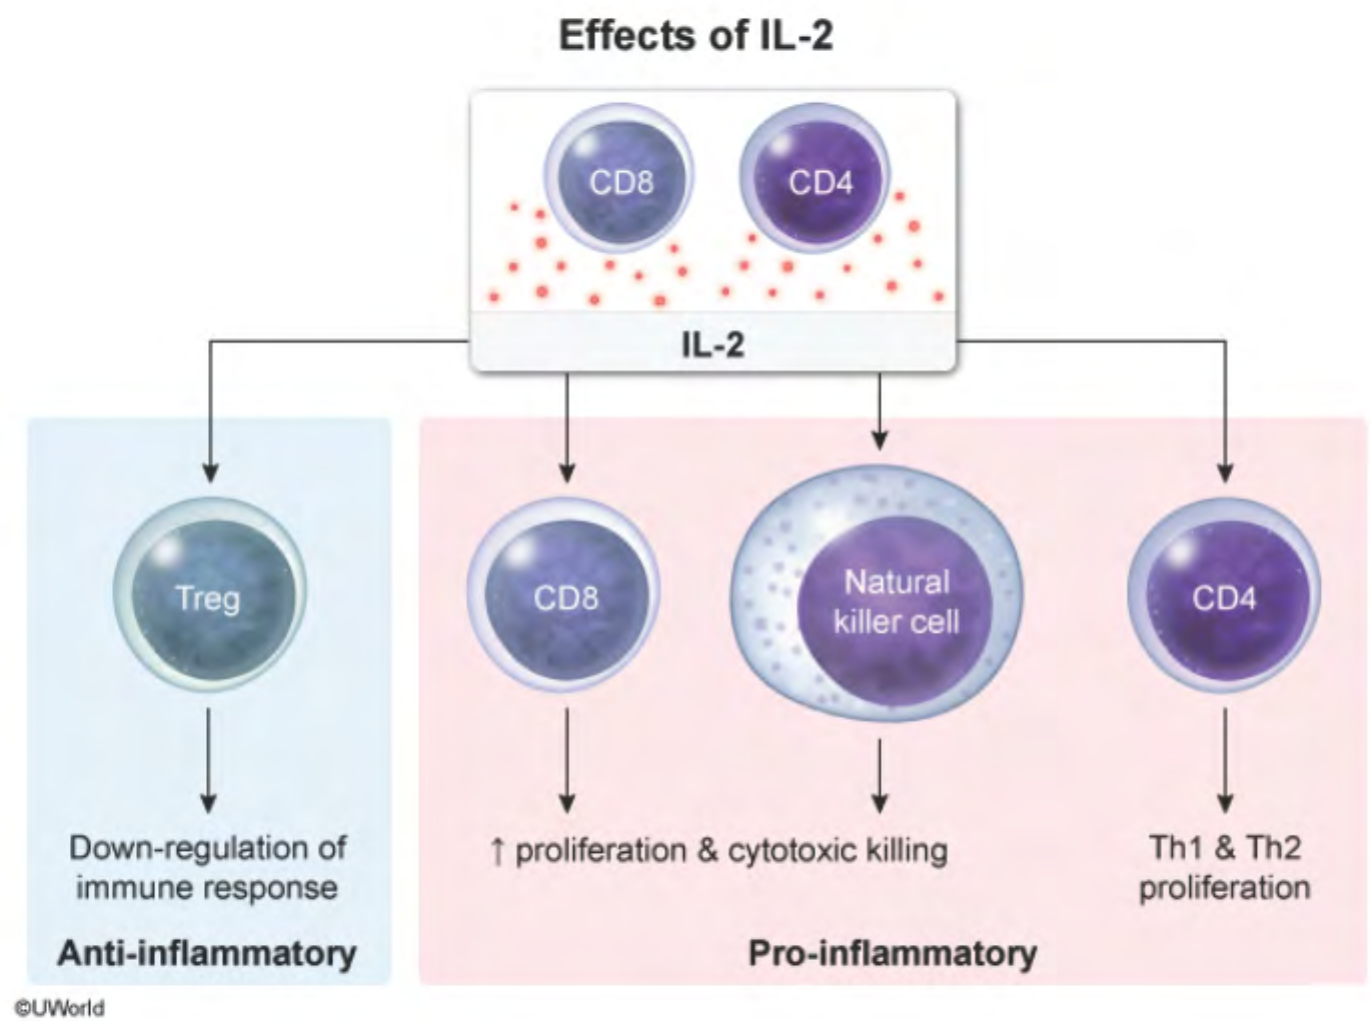 Effects of IL-2
CD8
CD4
IL-2
Treg
CD8
Natural
killer cell
CD4
Down-regulation of
immune response
↑ proliferation & cytotoxic killing
Th1 & Th2
proliferation
Anti-inflammatory
Pro-inflammatory
©UWorld